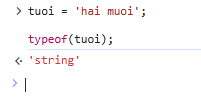 tuoi = 'hai muoi';
typeof(tuoi);
'string'